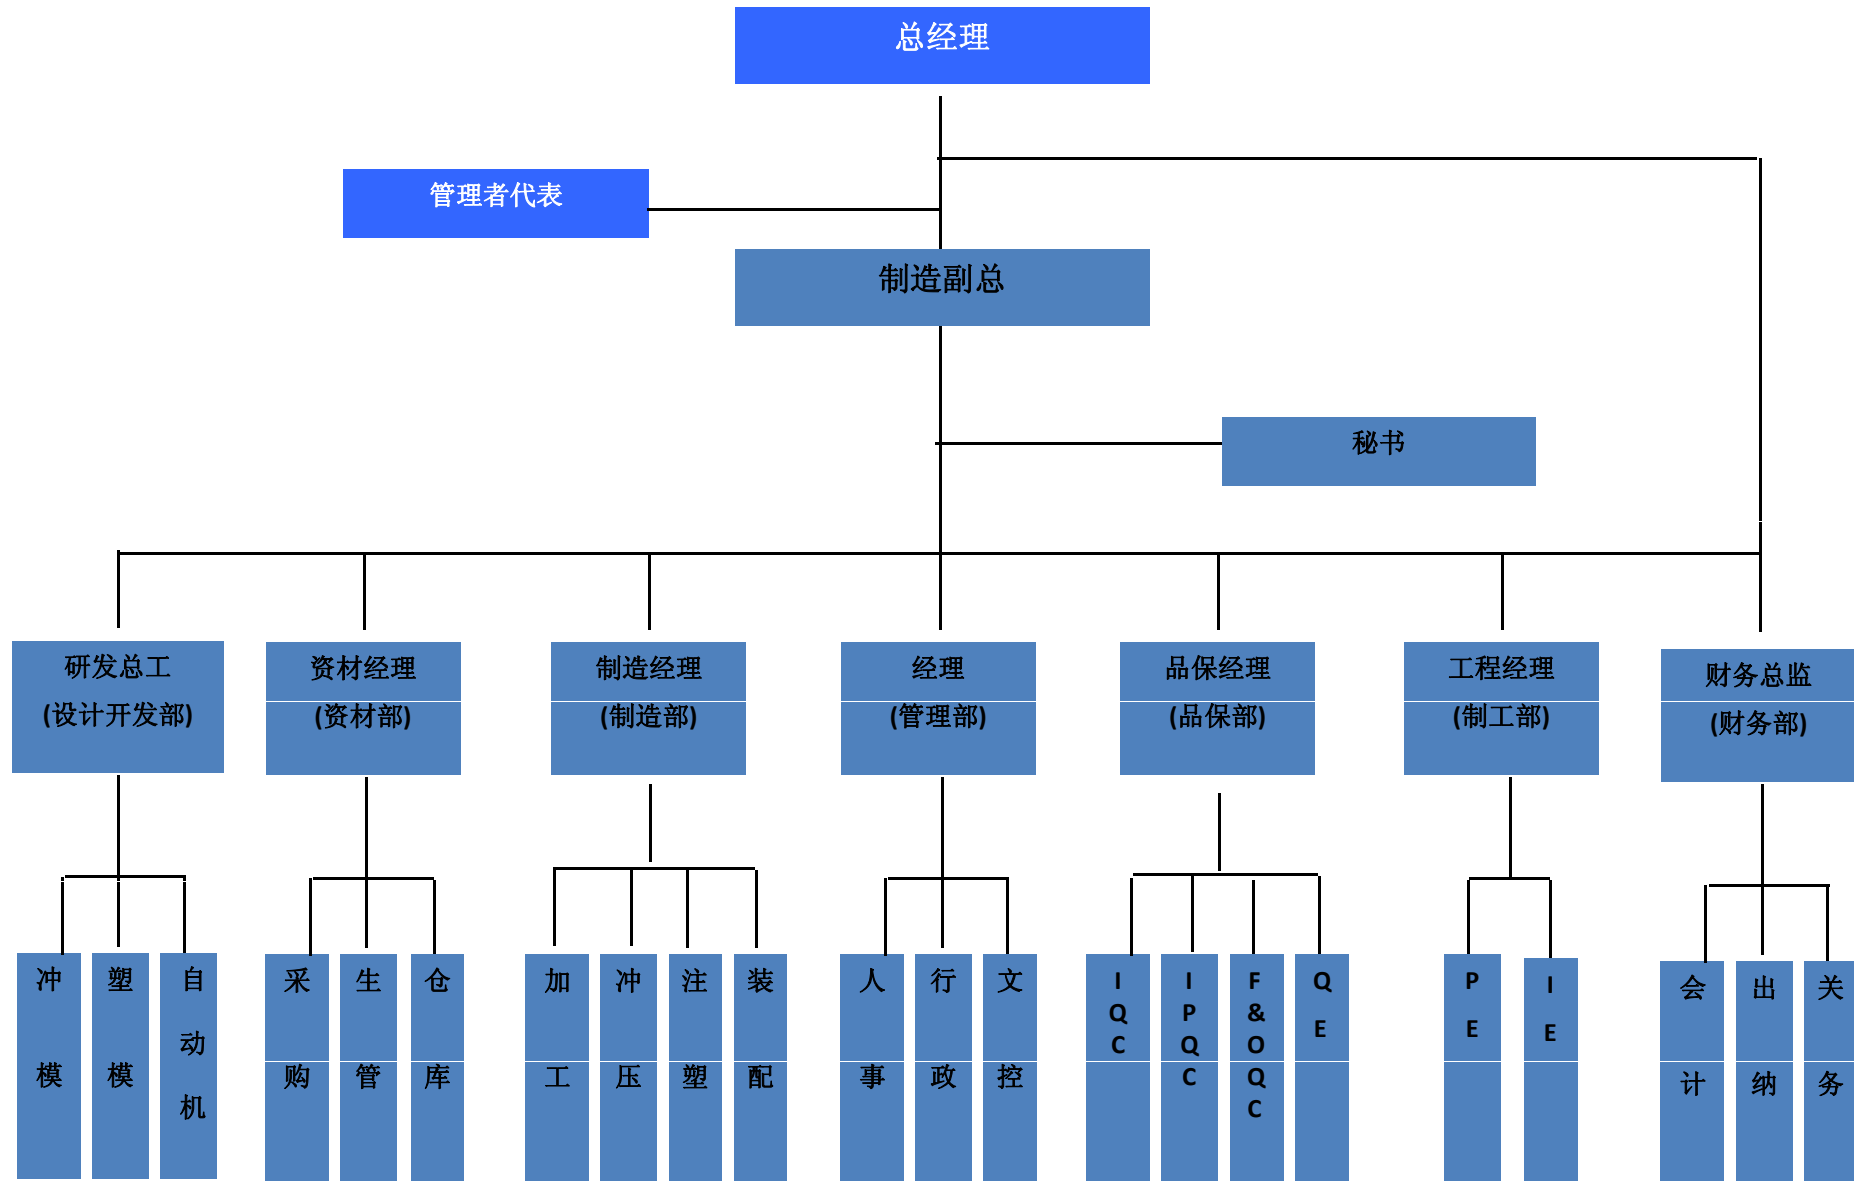 总经理
管理者代表
制造副总
秘书
研发总工
(设计开发部)
资材经理
(资材部)
制造经理
(制造部)
经理
(管理部)
品保经理
(品保部)
工程经理
(制工部)
财务总监
(财务部)
冲模
塑模
自动机
采购
生管
仓库
加工
冲压
注塑
装配
人事
行政
文控
IQC
IPQC
F&OQC
QE
PE
IE
会计
出纳
关务